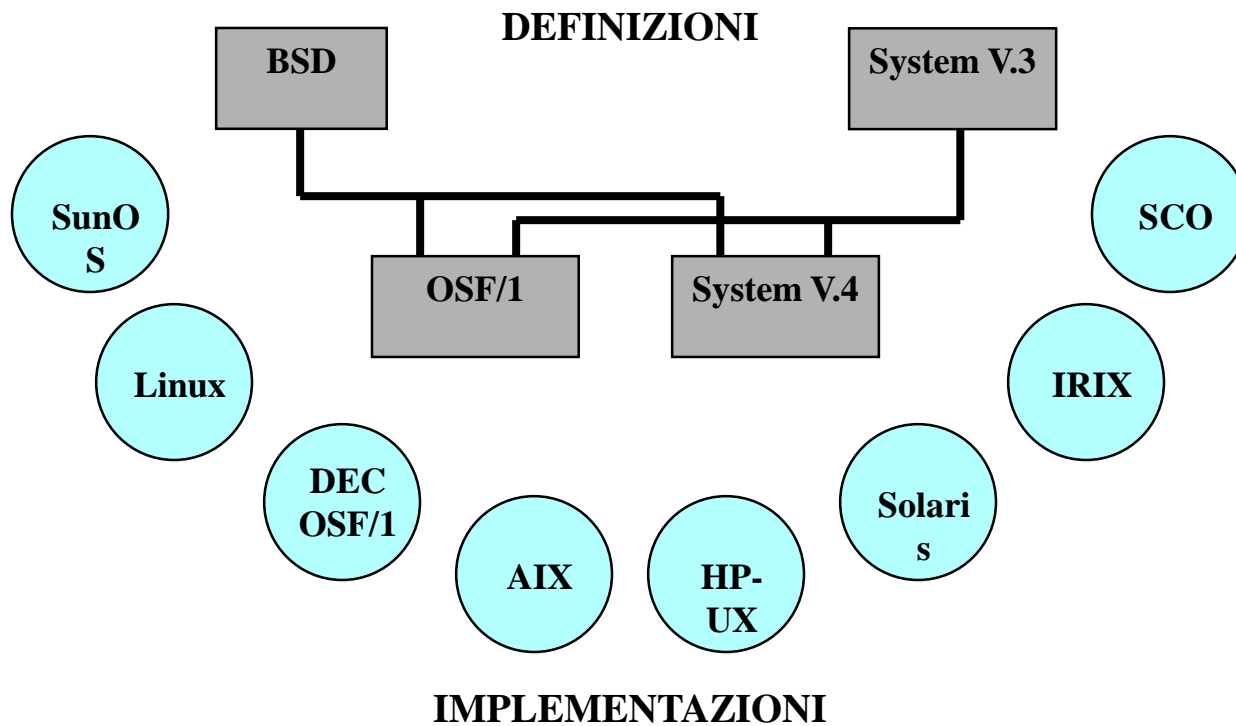 DEFINIZIONI
BSD
System V.3
SunO
S
SCO
OSF/1
System V.4
Linux
IRIX
DEC
OSF/1
Solari
s
AIX
HP-
UX
IMPLEMENTAZIONI